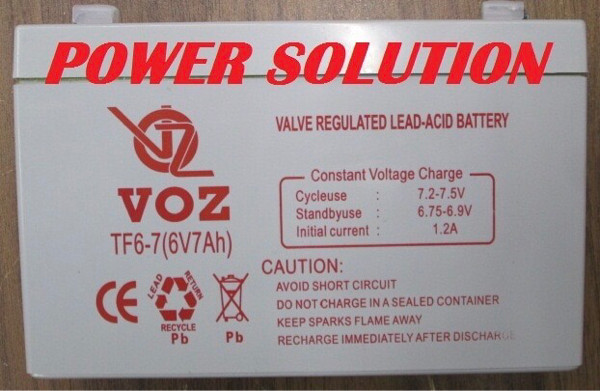 POWER SOLUTION
VALVE REGULATED LEAD-ACID BATTERY
VOZ
TF6-7(6V7Ah)
Constant Voltage Charge
Cycleuse : 7.2-7.5V
Standbyuse : 6.75-6.9V
Initial current : 1.2A
CE
LEAD
RETURN
RECYCLE
Pb
Pb
CAUTION:
AVOID SHORT CIRCUIT
DO NOT CHARGE IN A SEALED CONTAINER
KEEP SPARKS FLAME AWAY
RECHARGE IMMEDIATELY AFTER DISCHARGE